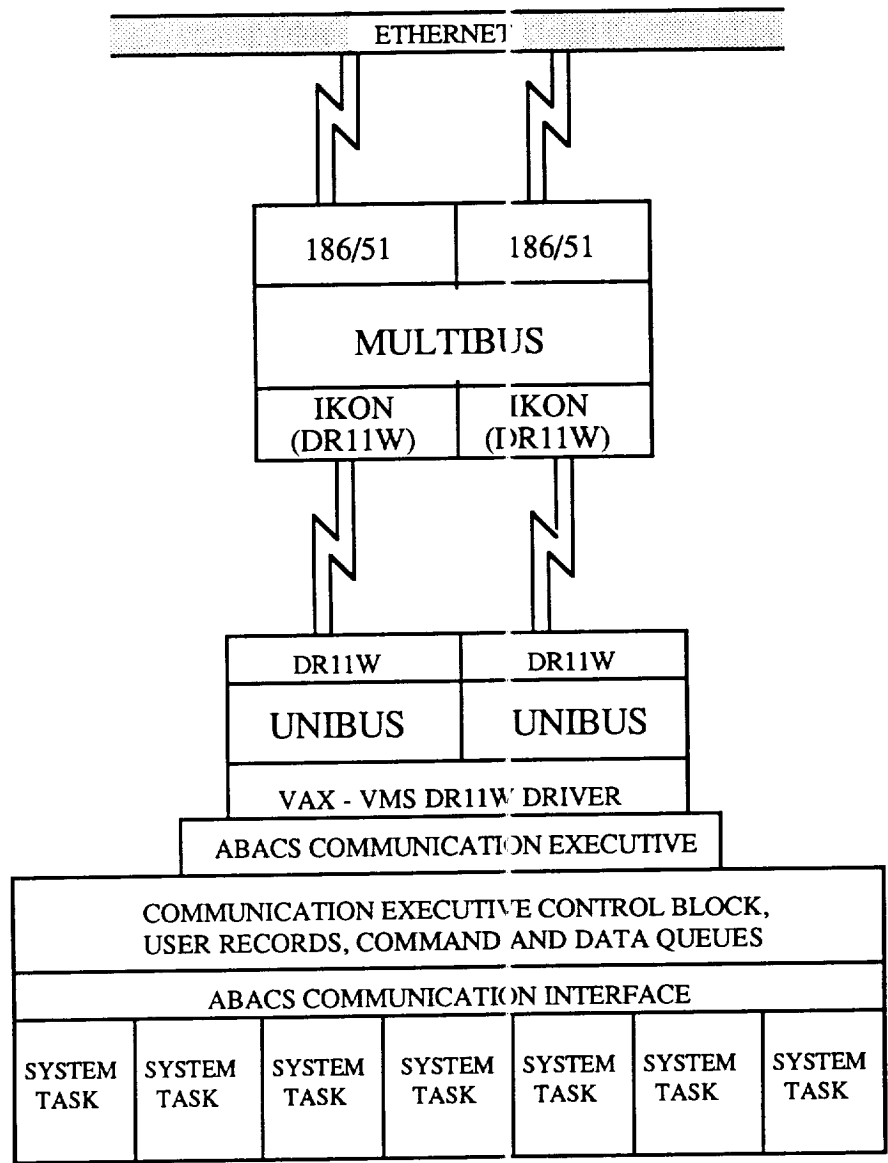 ETHERNET
186/51 186/51
MULTIBUS
IKON IKON
(DR11W) (DR11W)
DR11W DR11W
UNIBUS UNIBUS
VAX - VMS DR11W DRIVER
ABACS COMMUNICATION EXECUTIVE
COMMUNICATION EXECUTIVE CONTROL BLOCK,
USER RECORDS, COMMAND AND DATA QUEUES
ABACS COMMUNICATION INTERFACE
SYSTEM SYSTEM SYSTEM SYSTEM SYSTEM SYSTEM SYSTEM
TASK TASK TASK TASK TASK TASK TASK